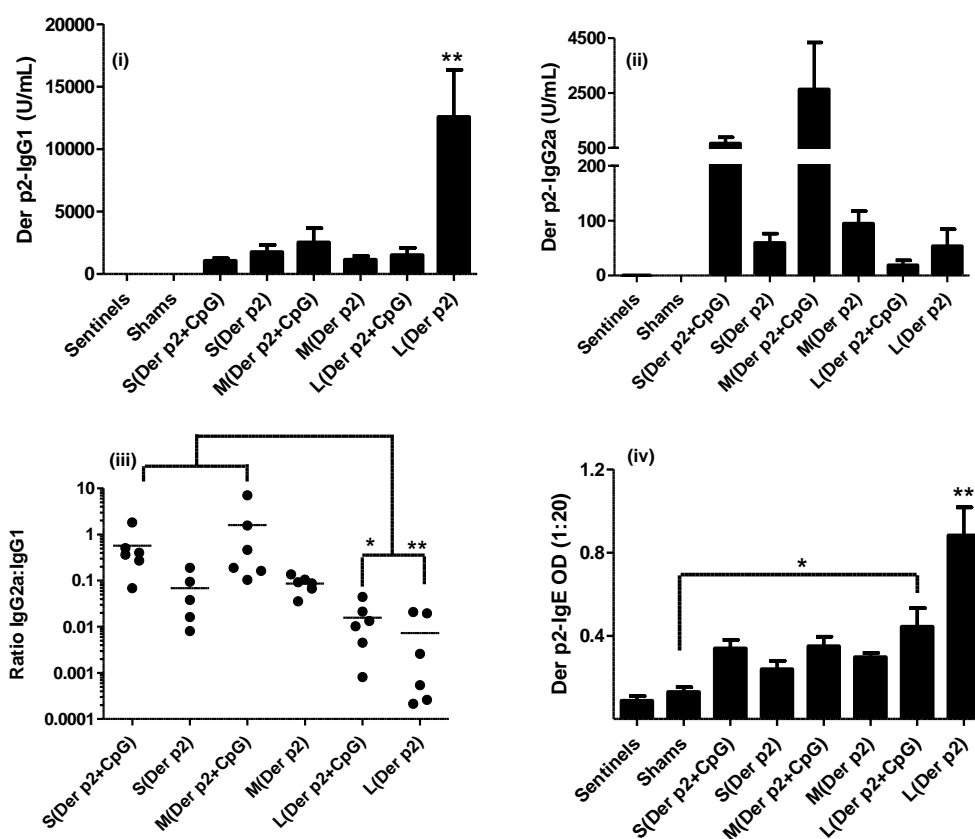 (i)
Der p2-IgG1 (U/mL)
20000
15000
10000
5000
0
**
Sentinels
Shams
S(Der p2+CpG)
S(Der p2)
M(Der p2+CpG)
M(Der p2)
L(Der p2+CpG)
L(Der p2)
(ii)
Der p2-IgG2a (U/mL)
4500
2500
500
200
100
0
Sentinels
Shams
S(Der p2+CpG)
S(Der p2)
M(Der p2+CpG)
M(Der p2)
L(Der p2+CpG)
L(Der p2)
(iii)
Ratio IgG2a:IgG1
10
1
0.1
0.01
0.001
0.0001
*
**
S(Der p2+CpG)
S(Der p2)
M(Der p2+CpG)
M(Der p2)
L(Der p2+CpG)
L(Der p2)
(iv)
Der p2-IgE OD (1:20)
1.2
0.8
0.4
*
**
Sentinels
Shams
S(Der p2+CpG)
S(Der p2)
M(Der p2+CpG)
M(Der p2)
L(Der p2+CpG)
L(Der p2)